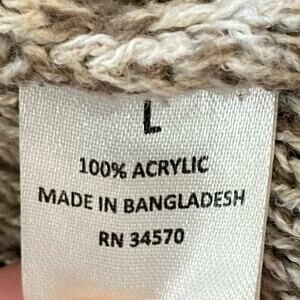 L
100% ACRYLIC
MADE IN BANGLADESH
RN 34570